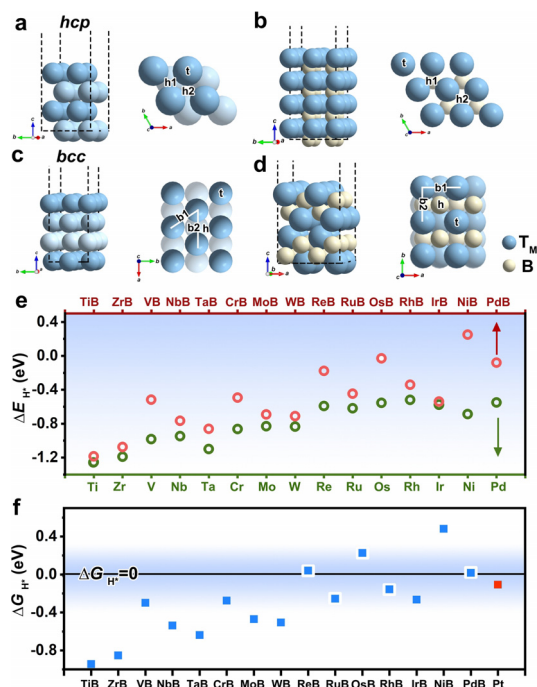 a hcp
t
h1
h2
c
b a
b
c a
b
t
h1
h2
c
b a
b
c a
c bcc
t
b1
b2 h
c
b a
c b
a
d
b1
h
b2
t
c
b a
b
c a
T_M
B
e TiB ZrB VB NbB TaB CrB MoB WB ReB RuB OsB RhB IrB NiB PdB
0.4
0.0
-0.4
-0.8
-1.2
ΔE H* (eV)
Ti Zr V Nb Ta Cr Mo W Re Ru Os Rh Ir Ni Pd
f
0.4
0.0
-0.4
-0.8
ΔG H* (eV)
ΔG H*=0
TiB ZrB VB NbB TaB CrB MoB WB ReB RuB OsB RhB IrB NiB PdB Pt